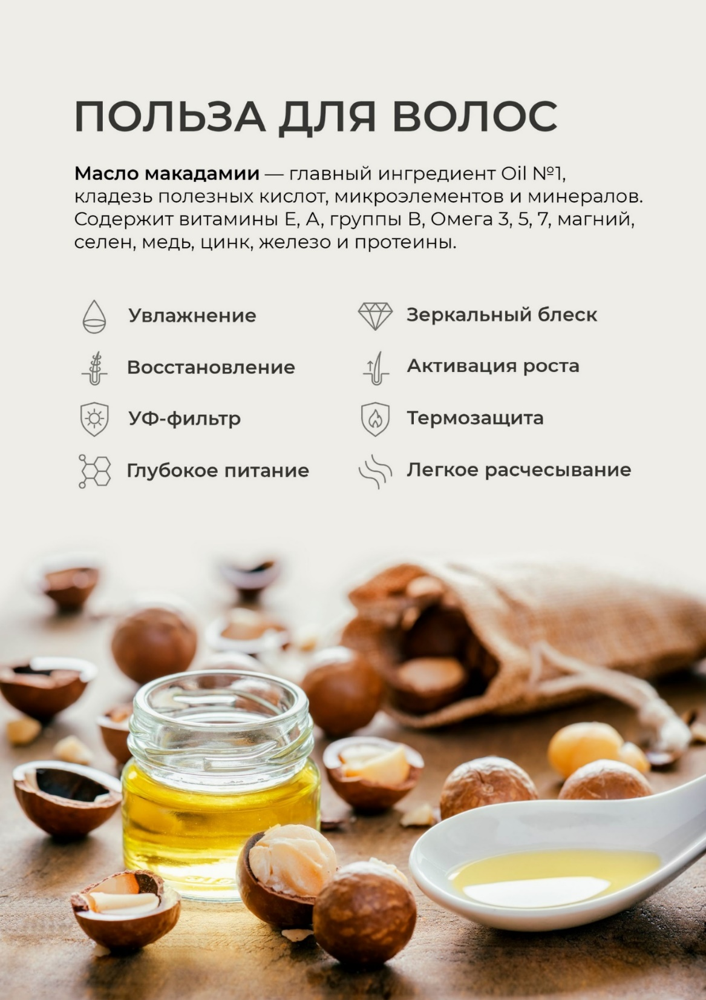 ПОЛЬЗА ДЛЯ ВОЛОС
Масло макадамии — главный ингредиент Oil №1,
кладезь полезных кислот, микроэлементов и минералов.
Содержит витамины Е, А, группы В, Омега 3, 5, 7, магний,
селен, медь, цинк, железо и протеины.
Увлажнение
Зеркальный блеск
Восстановление
Активация роста
УФ-фильтр
Термозащита
Глубокое питание
Легкое расчесывание